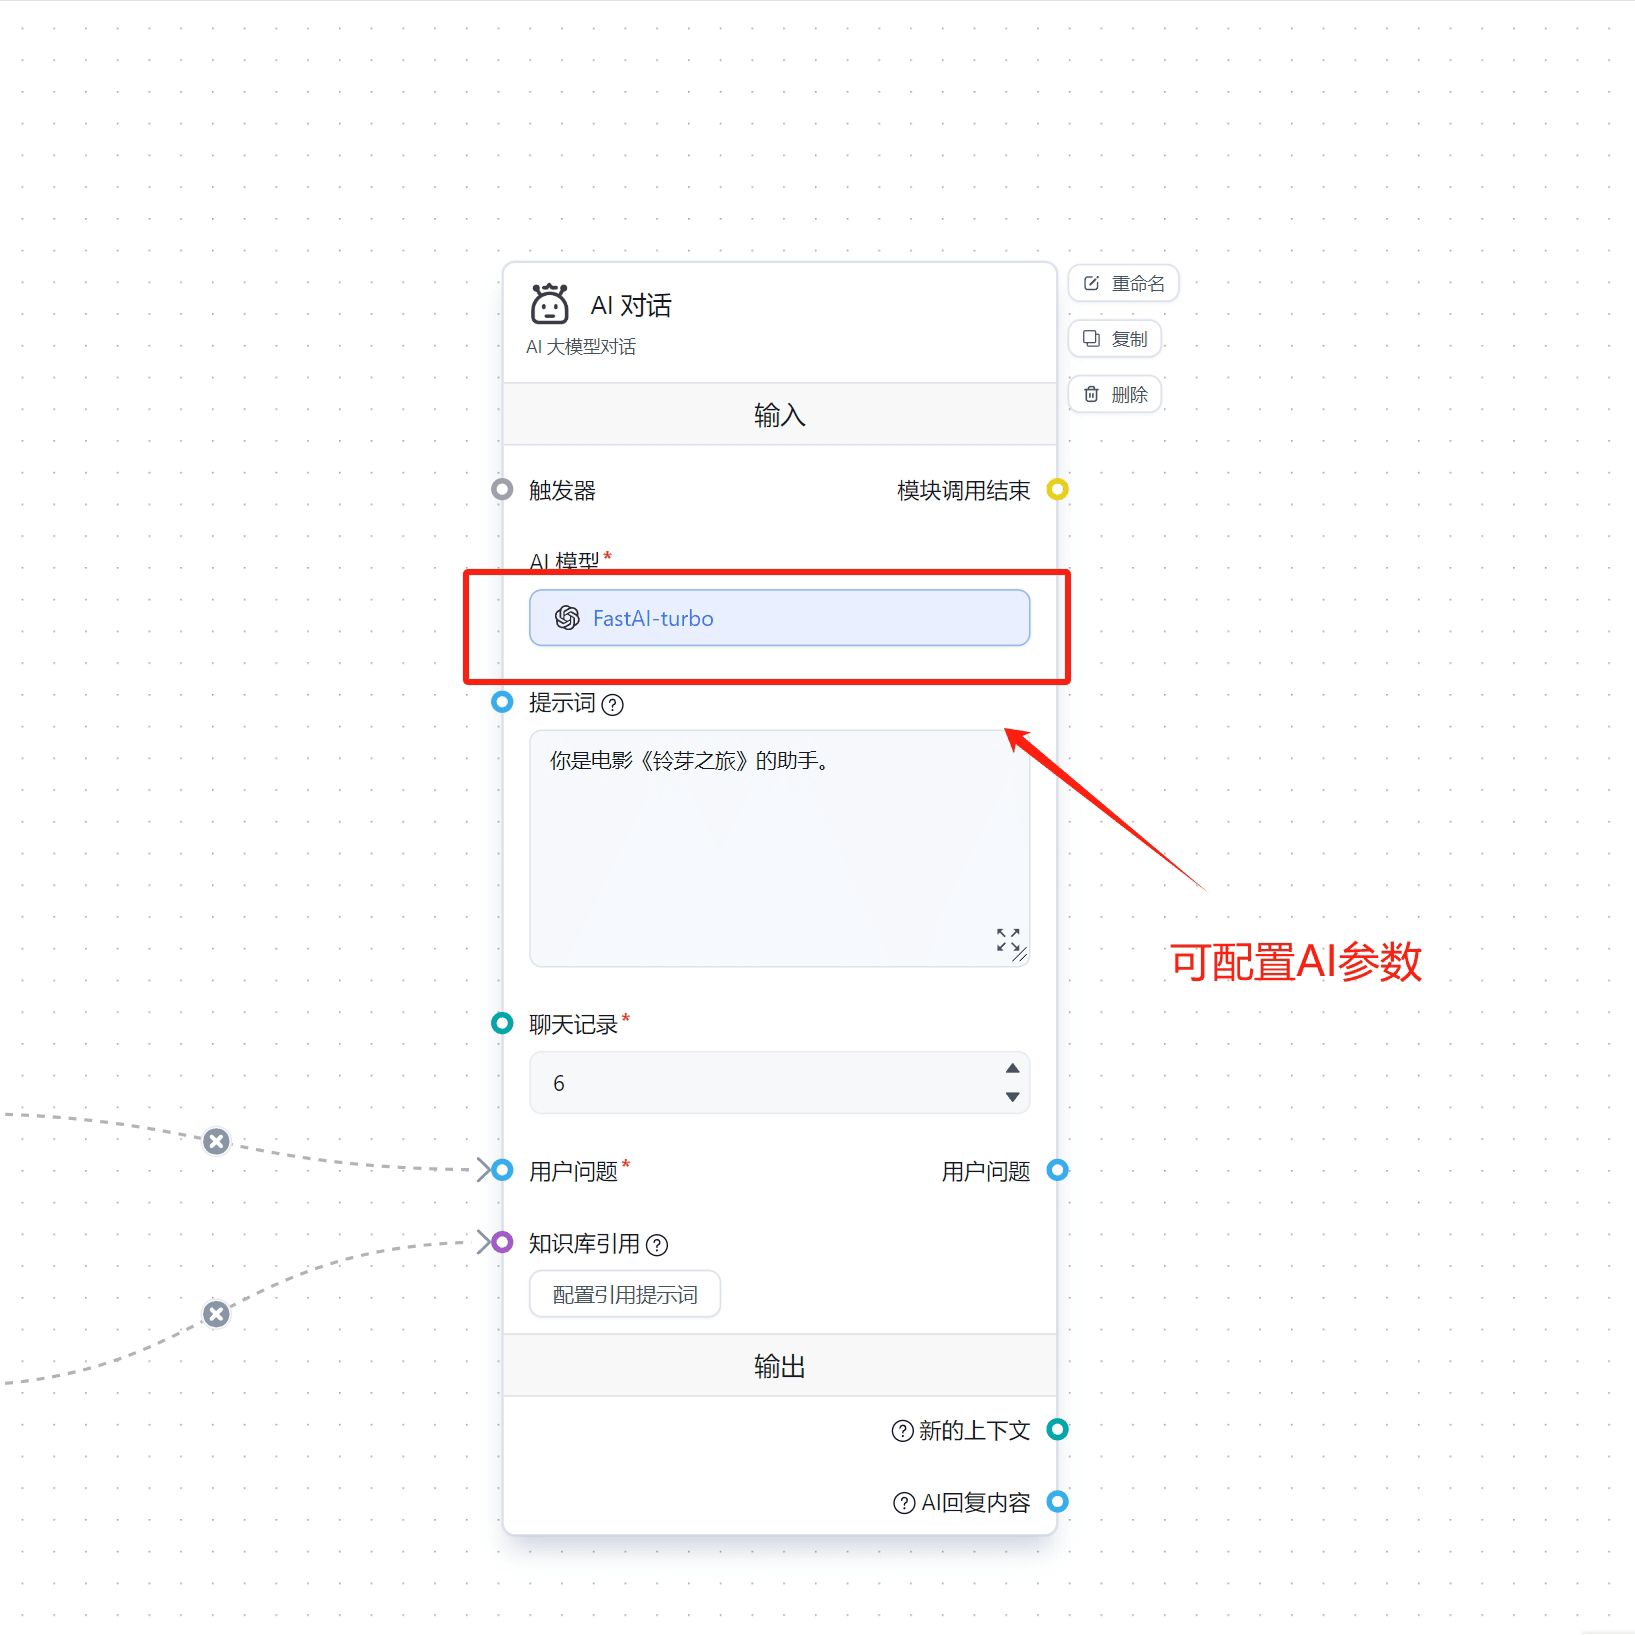 AI 对话
重命名
AI 大模型对话
复制
删除
输入
触发器
模块调用结束
AI 模型*
FastAI-turbo
提示词
你是电影《铃芽之旅》的助手。
可配置AI参数
聊天记录*
6
用户问题*
用户问题
知识库引用
配置引用提示词
输出
新的上下文
AI回复内容